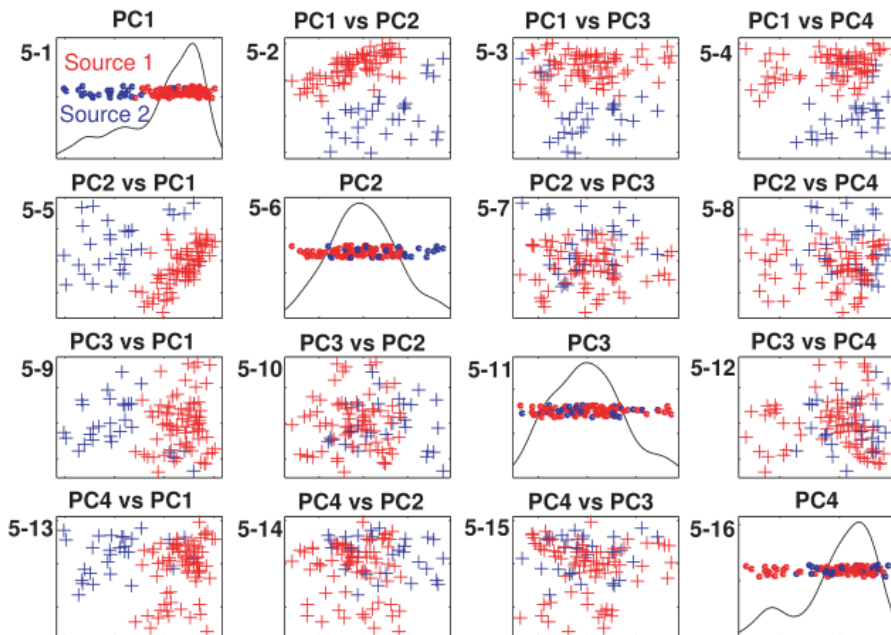 PC1
PC1 vs PC2
PC1 vs PC3
PC1 vs PC4
5-1
Source 1
Source 2
5-2
5-3
5-4
PC2 vs PC1
PC2
PC2 vs PC3
PC2 vs PC4
5-5
5-6
5-7
5-8
PC3 vs PC1
PC3 vs PC2
PC3
PC3 vs PC4
5-9
5-10
5-11
5-12
PC4 vs PC1
PC4 vs PC2
PC4 vs PC3
PC4
5-13
5-14
5-15
5-16